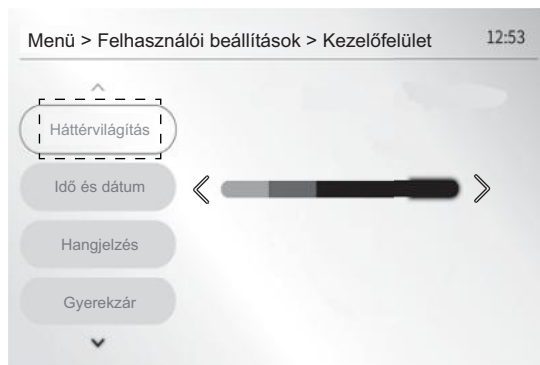 Menü > Felhasználói beállítások > Kezelőfelület 12:53
Háttérvilágítás
Idő és dátum
Hangjelzés
Gyerekzár